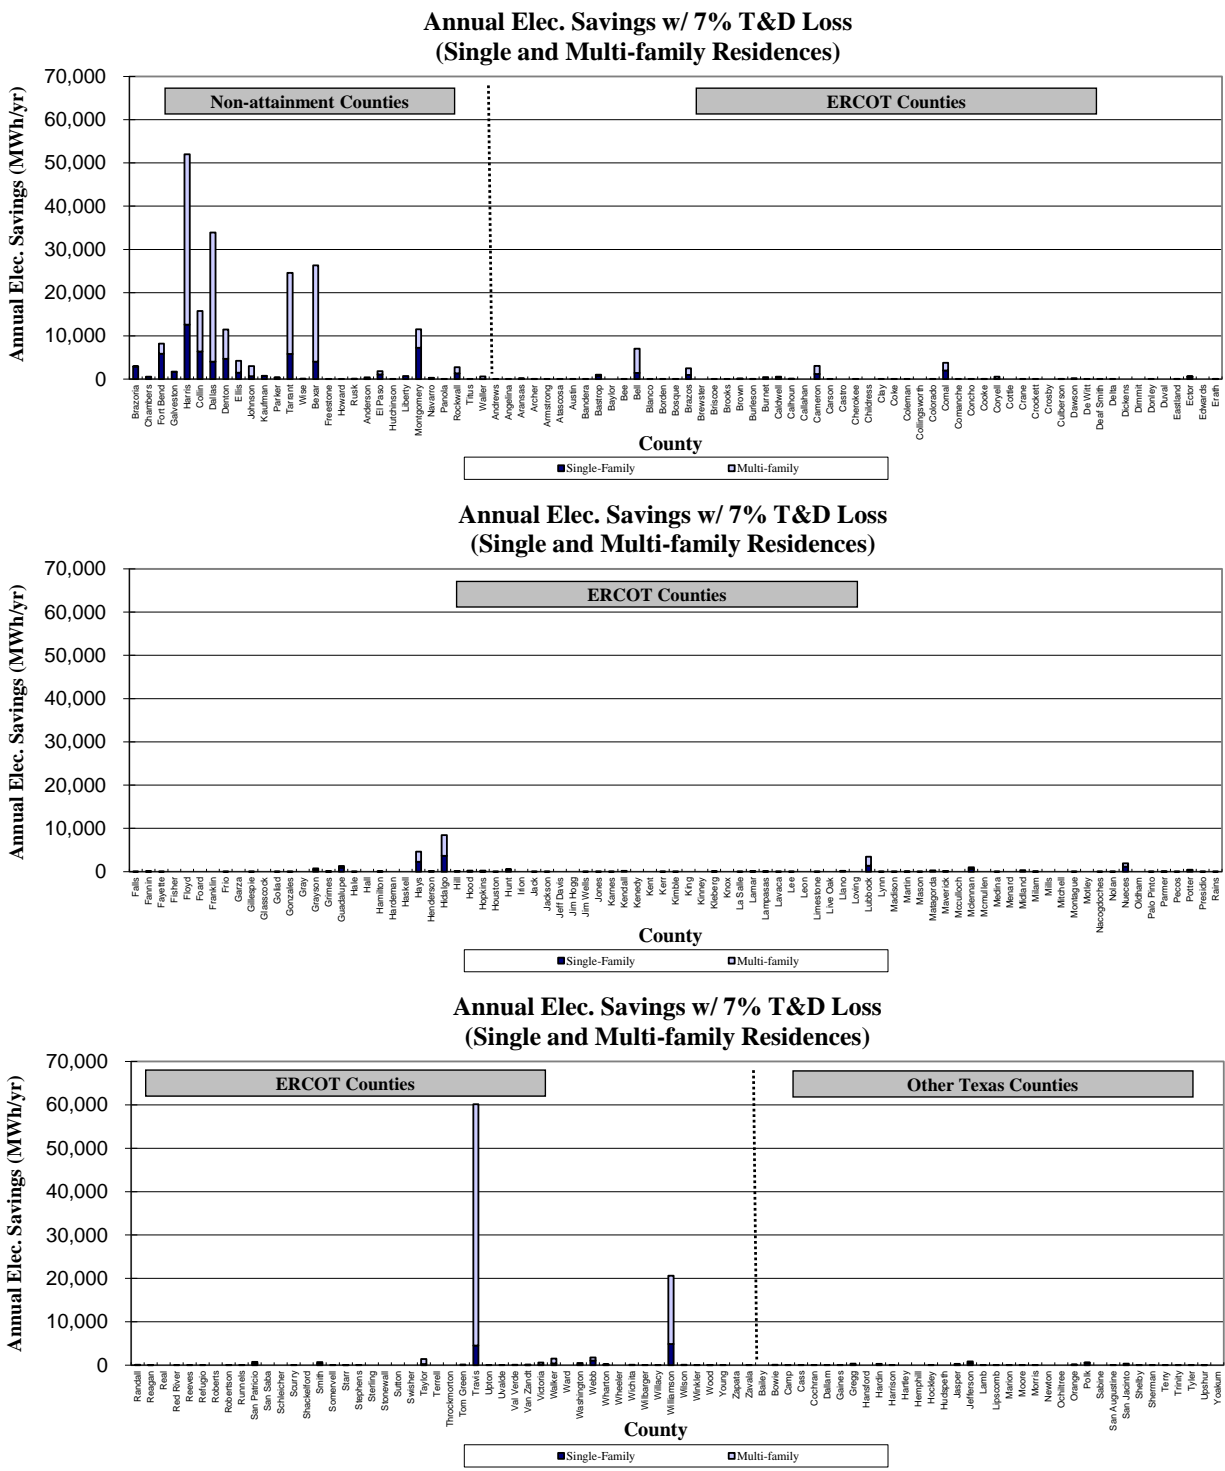 Annual Elec. Savings w/ 7% T&D Loss
(Single and Multi-family Residences)
Annual Elec. Savings (MWh/yr)
70,000
60,000
50,000
40,000
30,000
20,000
10,000
0
Non-attainment Counties
ERCOT Counties
Brazoria
Chambers
Fort Bend
Galveston
Harris
Collin
Dallas
Denton
Ellis
Johnson
Kaufman
Parker
Tarrant
Wise
Bexar
Freestone
Howard
Rusk
Anderson
El Paso
Hutchinson
Liberty
Montgomery
Navarro
Panola
Rockwall
Titus
Waller
Andrews
Angelina
Aransas
Archer
Armstrong
Atascosa
Austin
Bandera
Bastrop
Baylor
Bee
Bell
Blanco
Borden
Bosque
Brazos
Brewster
Briscoe
Brooks
Brown
Burleson
Burnet
Caldwell
Calhoun
Callahan
Cameron
Carson
Castro
Cherokee
Childress
Clay
Coke
Coleman
Collingsworth
Colorado
Comal
Comanche
Concho
Cooke
Coryell
Cottle
Crane
Crockett
Crosby
Culberson
Dawson
De Witt
Deaf Smith
Delta
Dickens
Dimmit
Donley
Duval
Eastland
Ector
Edwards
Erath
County
Single-Family
Multi-family
Annual Elec. Savings w/ 7% T&D Loss
(Single and Multi-family Residences)
Annual Elec. Savings (MWh/yr)
70,000
60,000
50,000
40,000
30,000
20,000
10,000
0
ERCOT Counties
Falls
Fannin
Fayette
Fisher
Floyd
Foard
Franklin
Frio
Garza
Gillespie
Glasscock
Goliad
Gonzales
Gray
Grayson
Grimes
Guadalupe
Hale
Hall
Hamilton
Hardeman
Haskell
Hays
Henderson
Hidalgo
Hill
Hood
Hopkins
Houston
Hunt
Irion
Jack
Jackson
Jeff Davis
Jim Hogg
Jim Wells
Jones
Karnes
Kendall
Kenedy
Kent
Kerr
Kimble
King
Kinney
Kleberg
Knox
La Salle
Lamar
Lampasas
Lavaca
Lee
Leon
Limestone
Live Oak
Llano
Loving
Lubbock
Lynn
Madison
Martin
Mason
Matagorda
Maverick
Mcculloch
Mclennan
Mcmullen
Medina
Menard
Midland
Milam
Mills
Mitchell
Montague
Motley
Nacogdoches
Nolan
Nueces
Oldham
Palo Pinto
Parmer
Pecos
Potter
Presidio
Rains
County
Single-Family
Multi-family
Annual Elec. Savings w/ 7% T&D Loss
(Single and Multi-family Residences)
Annual Elec. Savings (MWh/yr)
70,000
60,000
50,000
40,000
30,000
20,000
10,000
0
ERCOT Counties
Other Texas Counties
Randall
Reagan
Real
Red River
Reeves
Refugio
Roberts
Robertson
Runnels
San Patricio
San Saba
Schleicher
Scurry
Shackelford
Smith
Somervell
Starr
Stephens
Sterling
Stonewall
Sutton
Swisher
Taylor
Terrell
Throckmorton
Tom Green
Travis
Upton
Uvalde
Val Verde
Van Zandt
Victoria
Walker
Ward
Washington
Webb
Wharton
Wheeler
Wichita
Wilbarger
Willacy
Williamson
Wilson
Winkler
Wood
Young
Zapata
Zavala
Bailey
Bowie
Camp
Cass
Cochran
Dallam
Gaines
Gregg
Hansford
Hardin
Harrison
Hartley
Hemphill
Hockley
Hudspeth
Jasper
Jefferson
Lamb
Lipscomb
Marion
Moore
Morris
Newton
Ochiltree
Orange
Polk
Sabine
San Augustine
San Jacinto
Shelby
Sherman
Terry
Trinity
Tyler
Upshur
Yoakum
County
Single-Family
Multi-family